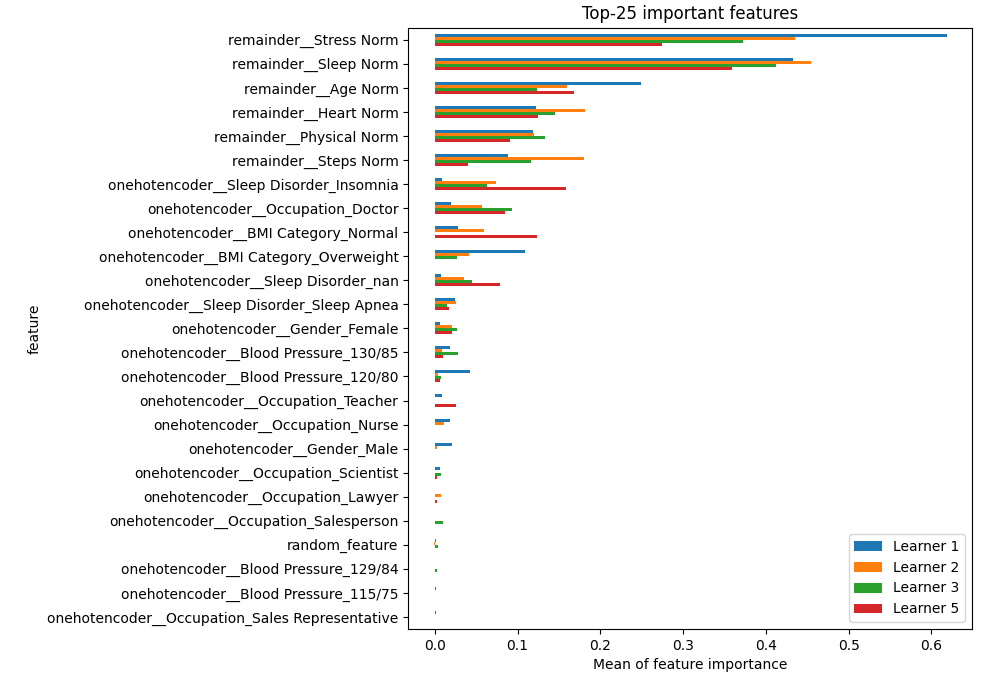 Top-25 important features
remainder__Stress Norm
remainder__Sleep Norm
remainder__Age Norm
remainder__Heart Norm
remainder__Physical Norm
remainder__Steps Norm
onehotencoder__Sleep Disorder_Insomnia
onehotencoder__Occupation_Doctor
onehotencoder__BMI Category_Normal
onehotencoder__BMI Category_Overweight
onehotencoder__Sleep Disorder_nan
onehotencoder__Sleep Disorder_Sleep Apnea
onehotencoder__Gender_Female
onehotencoder__Blood Pressure_130/85
onehotencoder__Blood Pressure_120/80
onehotencoder__Occupation_Teacher
onehotencoder__Occupation_Nurse
onehotencoder__Gender_Male
onehotencoder__Occupation_Scientist
onehotencoder__Occupation_Lawyer
onehotencoder__Occupation_Salesperson
random_feature
onehotencoder__Blood Pressure_129/84
onehotencoder__Blood Pressure_115/75
onehotencoder__Occupation_Sales Representative
feature
Learner 1
Learner 2
Learner 3
Learner 5
0.0 0.1 0.2 0.3 0.4 0.5 0.6
Mean of feature importance